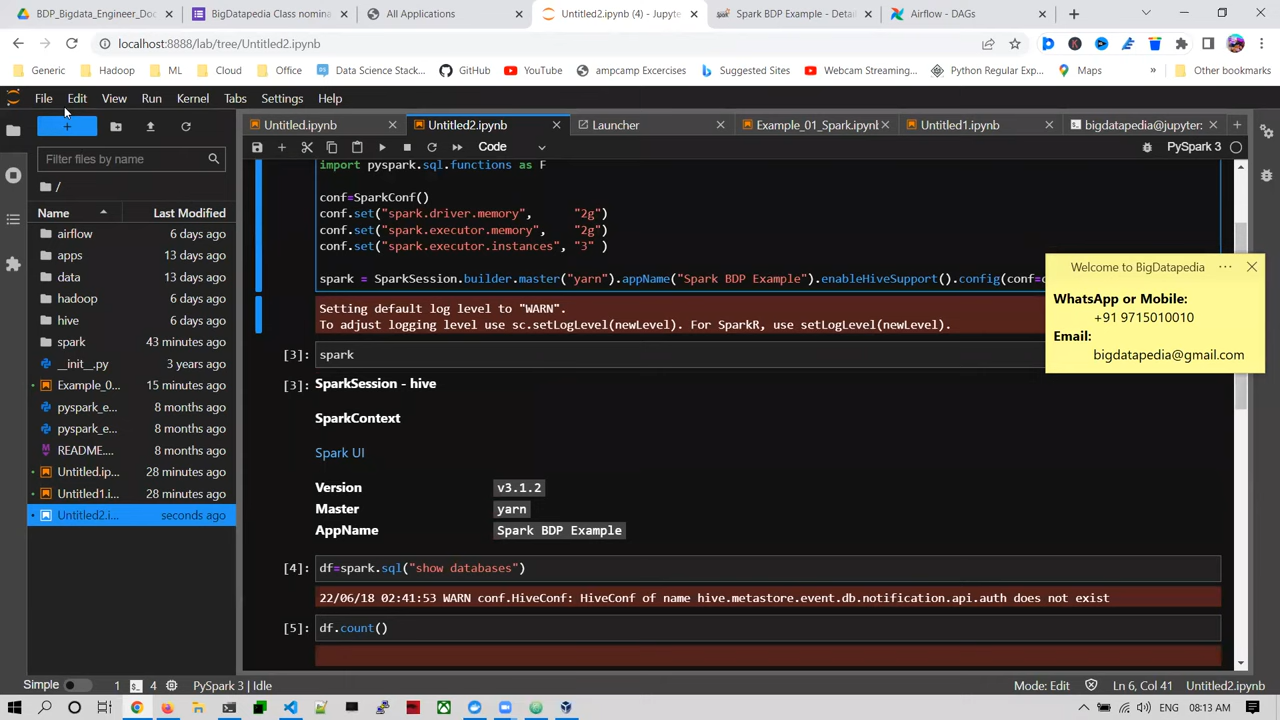 BDP_Bigdata_Engineer_Doc
BigDatapedia Class nomina
All Applications
Untitled2.ipynb (4) - Jupyte
Spark BDP Example - Detail
Airflow - DAGs
localhost:8888/lab/tree/Untitled2.ipynb
Generic
Hadoop
ML
Cloud
Office
Data Science Stack...
GitHub
YouTube
ampcamp Excercises
Suggested Sites
Webcam Streaming...
Python Regular Exp...
Maps
»
Other bookmarks
File
Edit
View
Run
Kernel
Tabs
Settings
Help
Untitled.ipynb
Untitled2.ipynb
Launcher
Example_01_Spark.ipynb
Untitled1.ipynb
bigdatapedia@jupyter:
Code
PySpark 3
Filter files by name
/
Name
Last Modified
airflow 6 days ago
apps 13 days ago
data 13 days ago
hadoop 6 days ago
hive 6 days ago
spark 43 minutes ago
__init__.py 3 years ago
Example_0... 15 minutes ago
pyspark_e... 8 months ago
pyspark_e... 8 months ago
README.... 8 months ago
Untitled.ip... 28 minutes ago
Untitled1.i... 28 minutes ago
Untitled2.i... seconds ago
import pyspark.sql.functions as F
conf=SparkConf()
conf.set("spark.driver.memory", "2g")
conf.set("spark.executor.memory", "2g")
conf.set("spark.executor.instances", "3" )
spark = SparkSession.builder.master("yarn").appName("Spark BDP Example").enableHiveSupport().config(conf=c
Setting default log level to "WARN".
To adjust logging level use sc.setLogLevel(newLevel). For SparkR, use setLogLevel(newLevel).
[3]: spark
[3]: SparkSession - hive
SparkContext
Spark UI
Version v3.1.2
Master yarn
AppName Spark BDP Example
[4]: df=spark.sql("show databases")
22/06/18 02:41:53 WARN conf.HiveConf: HiveConf of name hive.metastore.event.db.notification.api.auth does not exist
[5]: df.count()
Welcome to BigDatapedia
WhatsApp or Mobile:
+91 9715010010
Email:
bigdatapedia@gmail.com
Simple
1
4
PySpark 3 | Idle
Mode: Edit
Ln 6, Col 41
Untitled2.ipynb
ENG
08:13 AM